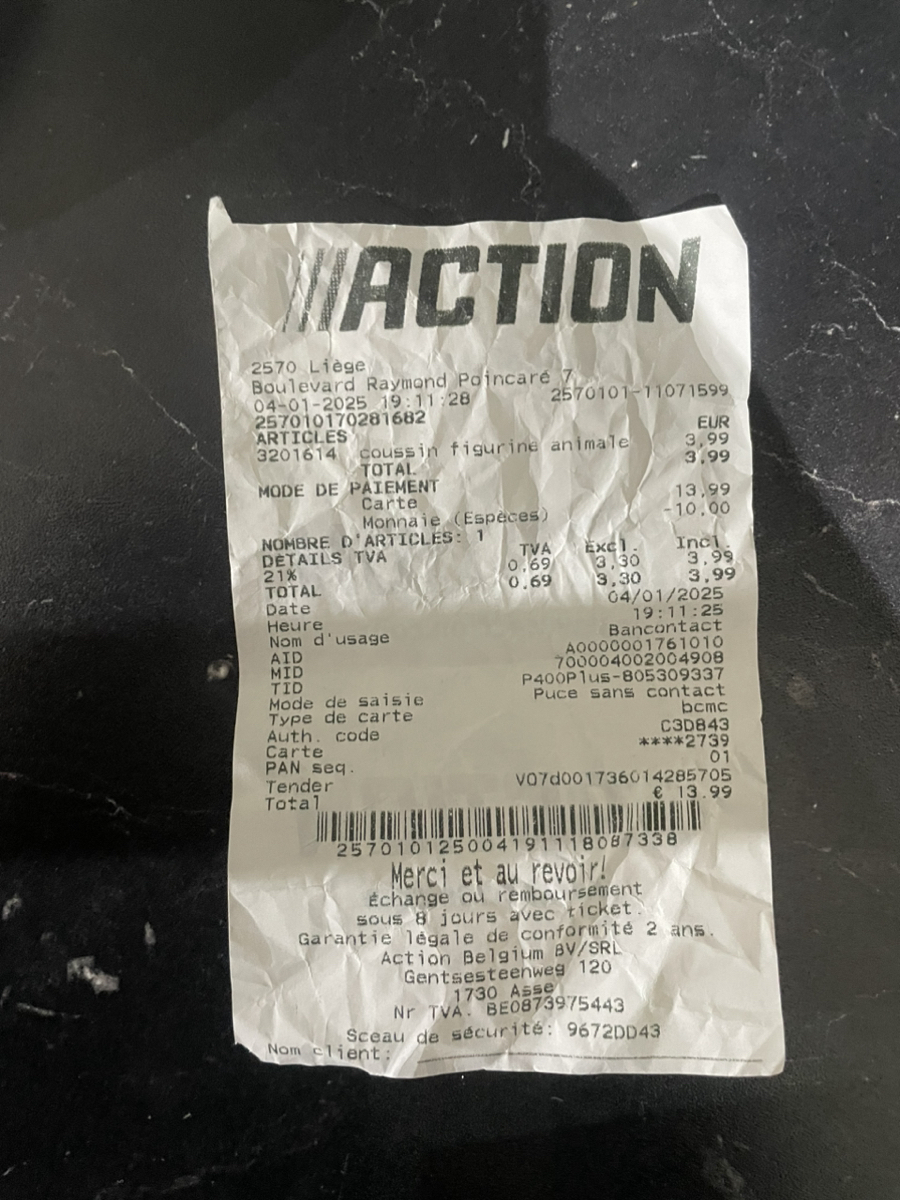 ACTION
2570 Liège
Boulevard Raymond Poincaré 7
04-01-2025 19:11:28 2570101-11071599
257010170281682
ARTICLES EUR
3201614 coussin figurine animale 3,99
TOTAL 3,99
MODE DE PAIEMENT
Carte 13,99
Monnaie (Espèces) -10,00
NOMBRE D'ARTICLES: 1
DÉTAILS TVA TVA Excl. Incl.
21% 0,69 3,30 3,99
TOTAL 0,69 3,30 3,99
Date 04/01/2025
Heure 19:11:25
Nom d'usage Bancontact
AID A0000001761010
MID 700004002004908
TID P400Plus-805309337
Mode de saisie Puce sans contact
Type de carte bcmc
Auth. code C3D843
Carte ****2739
PAN seq. 01
Tender V07d001736014285705
Total € 13.99
2570101250041911118087338
Merci et au revoir!
Échange ou remboursement
sous 8 jours avec ticket.
Garantie légale de conformité 2 ans.
Action Belgium BV/SRL
Gentsesteenweg 120
1730 Asse
Nr TVA. BE0873975443
Sceau de sécurité: 9672DD43
Nom client: